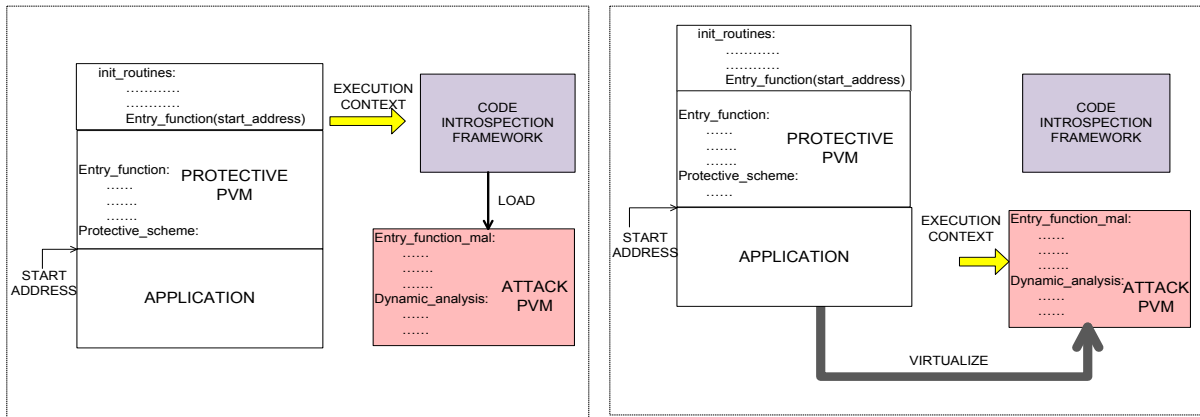 init_routines:
…………
…………
Entry_function(start_address)
Entry_function:
……
…….
…….
Protective_scheme:
PROTECTIVE
PVM
START
ADDRESS
APPLICATION
EXECUTION
CONTEXT
CODE
INTROSPECTION
FRAMEWORK
LOAD
Entry_function_mal:
……
…….
…….
Dynamic_analysis:
……
……
ATTACK
PVM
init_routines:
…………
…………
Entry_function(start_address)
Entry_function:
……
…….
…….
Protective_scheme:
……
PROTECTIVE
PVM
START
ADDRESS
APPLICATION
CODE
INTROSPECTION
FRAMEWORK
EXECUTION
CONTEXT
Entry_function_mal:
……
…….
…….
Dynamic_analysis:
……
……
ATTACK
PVM
VIRTUALIZE